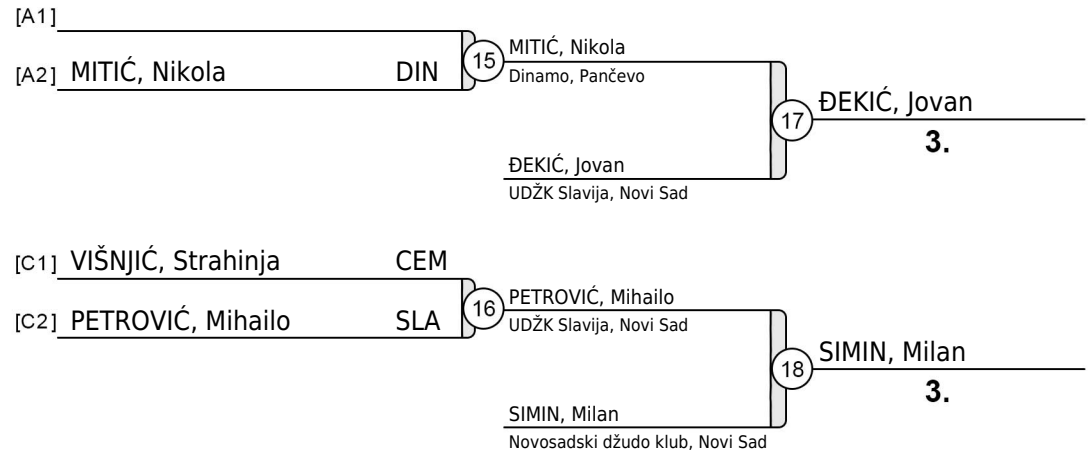 [A1]
[A2] MITIĆ, Nikola DIN
15
MITIĆ, Nikola
Dinamo, Pančevo
17
ĐEKIĆ, Jovan
3.
ĐEKIĆ, Jovan
UDŽK Slavija, Novi Sad
[C1] VIŠNJIĆ, Strahinja CEM
[C2] PETROVIĆ, Mihailo SLA
16
PETROVIĆ, Mihailo
UDŽK Slavija, Novi Sad
18
SIMIN, Milan
3.
SIMIN, Milan
Novosadski džudo klub, Novi Sad